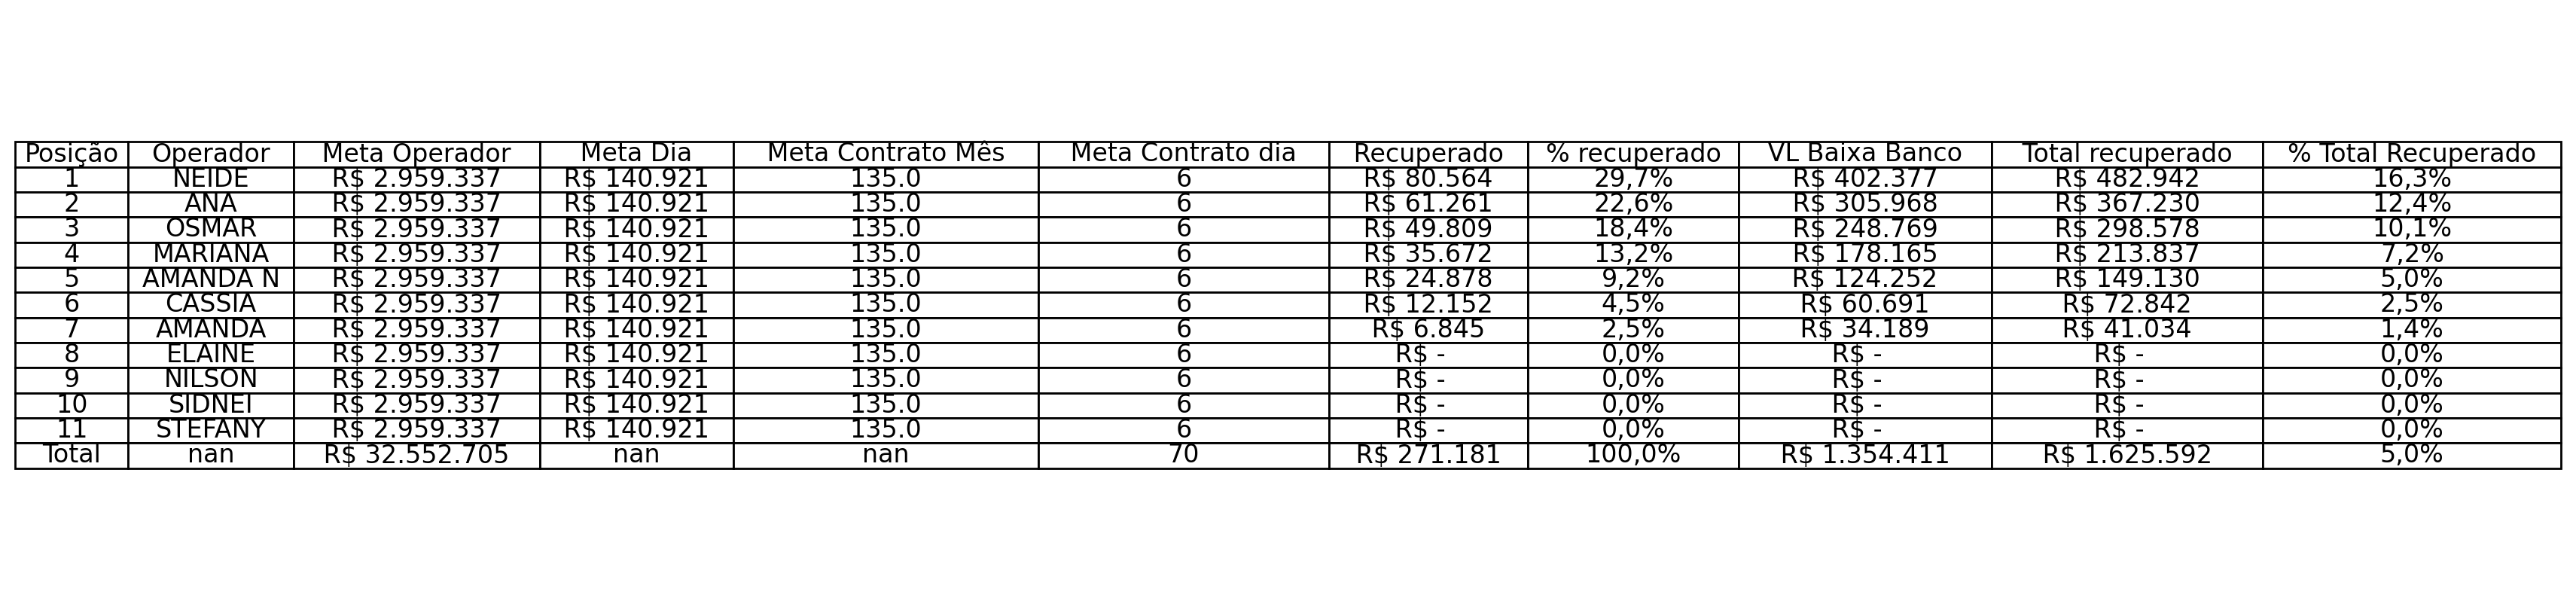 Posição Operador Meta Operador Meta Dia Meta Contrato Mês Meta Contrato dia Recuperado % recuperado VL Baixa Banco Total recuperado % Total Recuperado
1 NEIDE R$ 2.959.337 R$ 140.921 135.0 6 R$ 80.564 29,7% R$ 402.377 R$ 482.942 16,3%
2 ANA R$ 2.959.337 R$ 140.921 135.0 6 R$ 61.261 22,6% R$ 305.968 R$ 367.230 12,4%
3 OSMAR R$ 2.959.337 R$ 140.921 135.0 6 R$ 49.809 18,4% R$ 248.769 R$ 298.578 10,1%
4 MARIANA R$ 2.959.337 R$ 140.921 135.0 6 R$ 35.672 13,2% R$ 178.165 R$ 213.837 7,2%
5 AMANDA N R$ 2.959.337 R$ 140.921 135.0 6 R$ 24.878 9,2% R$ 124.252 R$ 149.130 5,0%
6 CASSIA R$ 2.959.337 R$ 140.921 135.0 6 R$ 12.152 4,5% R$ 60.691 R$ 72.842 2,5%
7 AMANDA R$ 2.959.337 R$ 140.921 135.0 6 R$ 6.845 2,5% R$ 34.189 R$ 41.034 1,4%
8 ELAINE R$ 2.959.337 R$ 140.921 135.0 6 R$ - 0,0% R$ - R$ - 0,0%
9 NILSON R$ 2.959.337 R$ 140.921 135.0 6 R$ - 0,0% R$ - R$ - 0,0%
10 SIDNEI R$ 2.959.337 R$ 140.921 135.0 6 R$ - 0,0% R$ - R$ - 0,0%
11 STEFANY R$ 2.959.337 R$ 140.921 135.0 6 R$ - 0,0% R$ - R$ - 0,0%
Total nan R$ 32.552.705 nan nan 70 R$ 271.181 100,0% R$ 1.354.411 R$ 1.625.592 5,0%